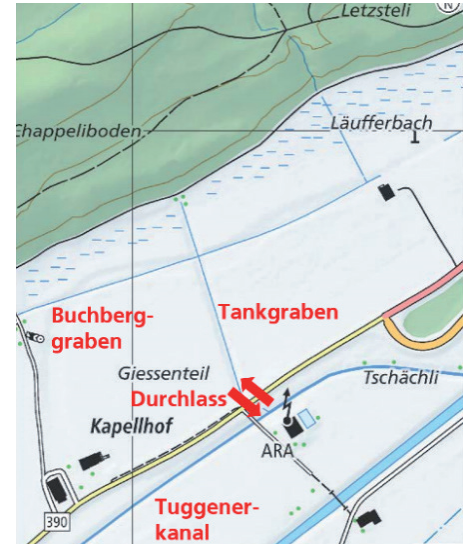 N
Letzsteli
Chappeliboden
Läufferbach
Buchberg-
graben
Tankgraben
Giessenteil
Durchlass
Tschächli
Kapellhof
ARA
390
Tuggener-
kanal